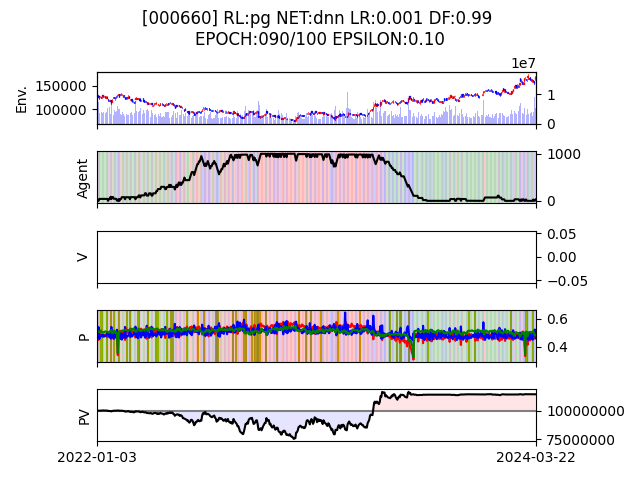 [000660] RL:pg NET:dnn LR:0.001 DF:0.99
EPOCH:090/100 EPSILON:0.10
1e7
Env.
150000
100000
1
0
Agent
1000
0
V
0.05
0.00
−0.05
P
0.6
0.4
PV
100000000
75000000
2022-01-03
2024-03-22